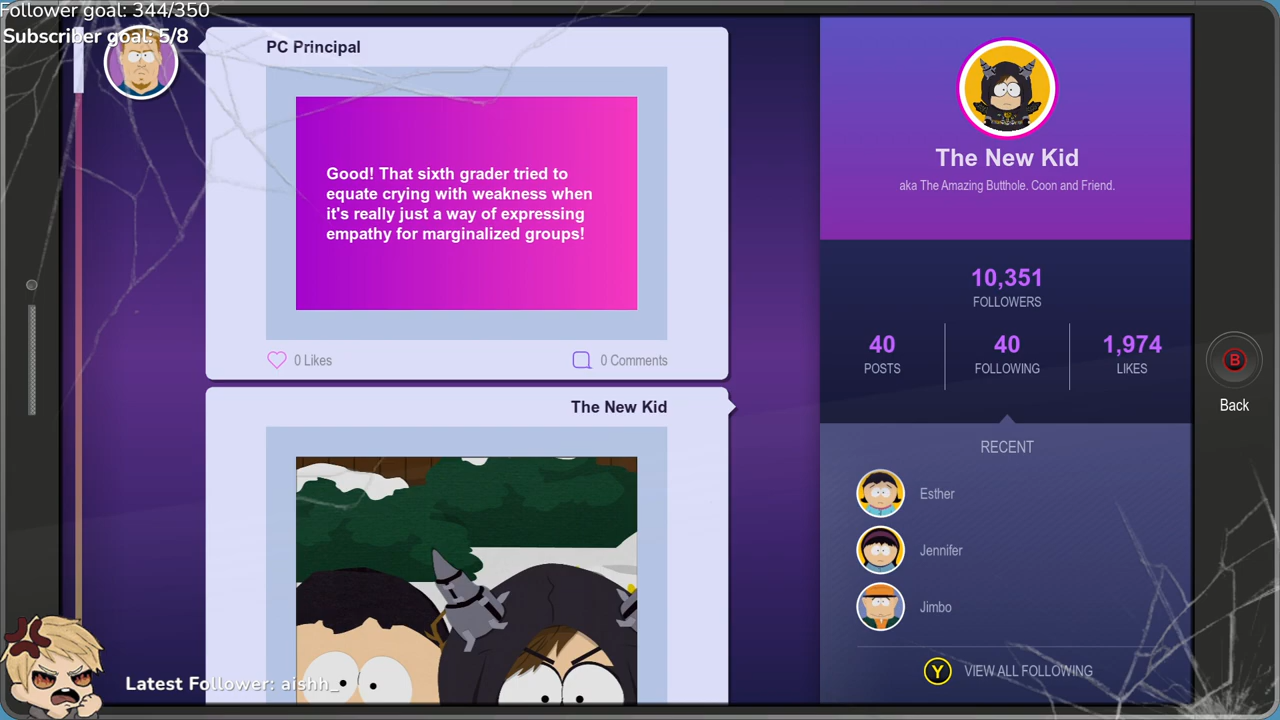 Follower goal: 344/350
Subscriber goal: 5/8
PC Principal
Good! That sixth grader tried to
equate crying with weakness when
it's really just a way of expressing
empathy for marginalized groups!
0 Likes
0 Comments
The New Kid
The New Kid
aka The Amazing Butthole. Coon and Friend.
10,351
FOLLOWERS
40
POSTS
40
FOLLOWING
1,974
LIKES
RECENT
Esther
Jennifer
Jimbo
Y VIEW ALL FOLLOWING
B
Back
Latest Follower: aishh_